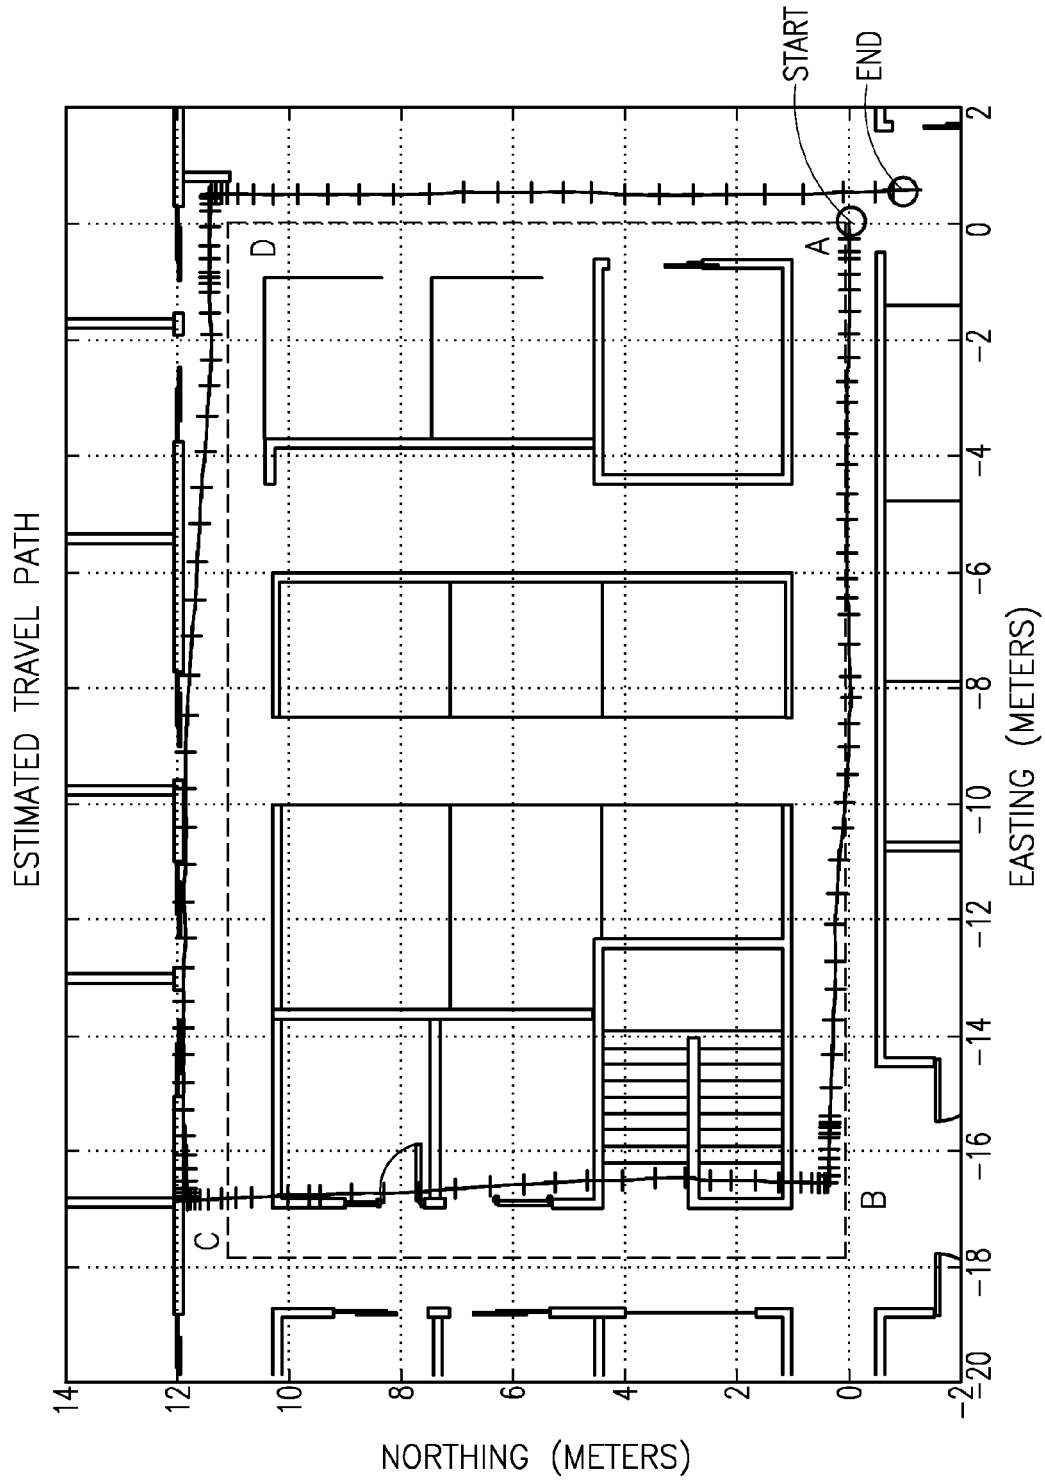 ESTIMATED TRAVEL PATH
NORTHING (METERS)
14
12
10
8
6
4
2
0
-2
-20
-18
-16
-14
-12
-10
-8
-6
-4
-2
0
2
EASTING (METERS)
C
D
B
A
START
END